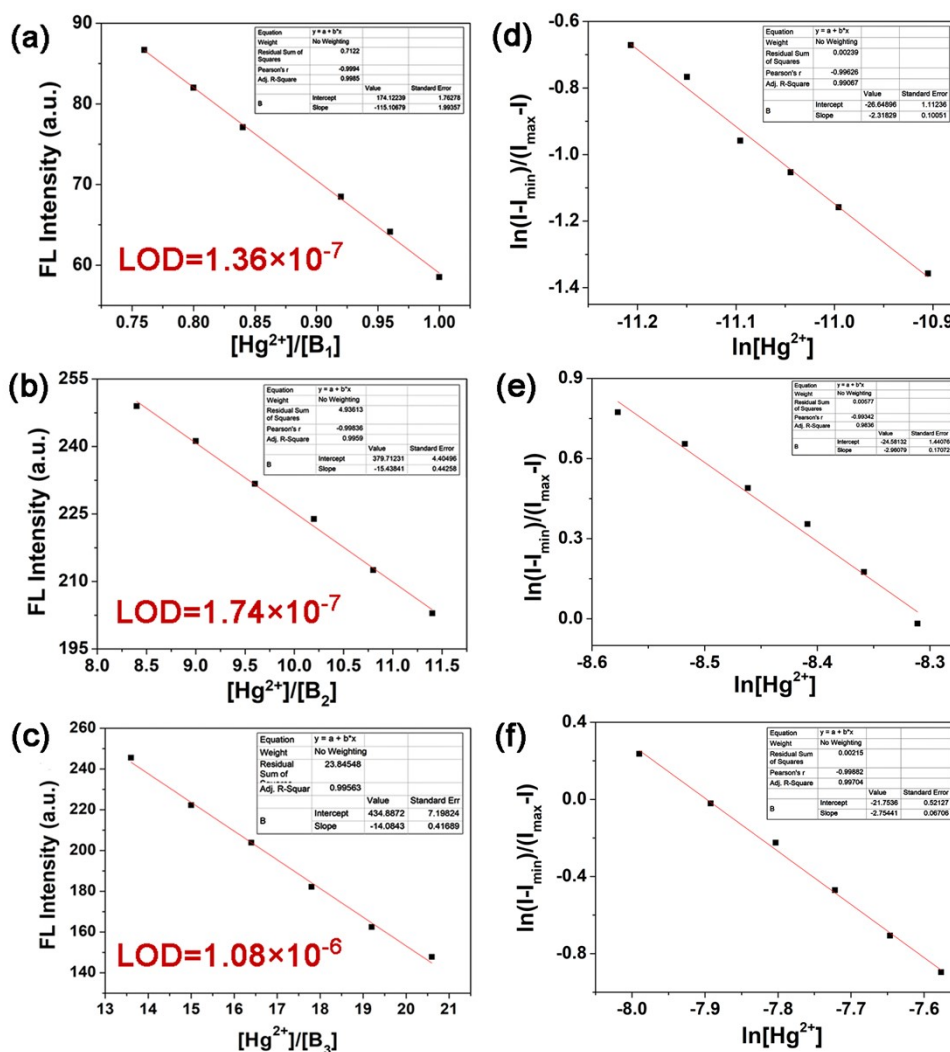 (a)
FL Intensity (a.u.)
90
80
70
60
0.75 0.80 0.85 0.90 0.95 1.00
[Hg²⁺]/[B₁]
LOD=1.36×10⁻⁷
Equation y = a + b*x
Weight No Weighting
Residual Sum of Squares 0.7122
Pearson's r -0.9994
Adj. R-Square 0.9985
Value Standard Error
B Intercept 174.12239 1.76278
Slope -115.10679 1.99357
(d)
ln(I-Imin)/(Imax-I)
-0.6
-0.8
-1.0
-1.2
-1.4
-11.2 -11.1 -11.0 -10.9
ln[Hg²⁺]
Equation y = a + b*x
Weight No Weighting
Residual Sum of Squares 0.00239
Pearson's r -0.99626
Adj. R-Square 0.99067
Value Standard Error
B Intercept -26.64896 1.11236
Slope -2.31829 0.10051
(b)
FL Intensity (a.u.)
255
240
225
210
195
8.0 8.5 9.0 9.5 10.0 10.5 11.0 11.5
[Hg²⁺]/[B₂]
LOD=1.74×10⁻⁷
Equation y = a + b*x
Weight No Weighting
Residual Sum of Squares 4.93613
Pearson's r -0.99836
Adj. R-Square 0.9959
Value Standard Error
B Intercept 379.71231 4.40496
Slope -15.43841 0.44258
(e)
ln(I-Imin)/(Imax-I)
0.9
0.6
0.3
0.0
-8.6 -8.5 -8.4 -8.3
ln[Hg²⁺]
Equation y = a + b*x
Weight No Weighting
Residual Sum of Squares 0.00577
Pearson's r -0.99342
Adj. R-Square 0.9836
Value Standard Error
B Intercept -24.58132 1.44076
Slope -2.96079 0.17072
(c)
FL Intensity (a.u.)
260
240
220
200
180
160
140
13 14 15 16 17 18 19 20 21
[Hg²⁺]/[B₃]
LOD=1.08×10⁻⁶
Equation y = a + b*x
Weight No Weighting
Residual Sum of 23.84548
Adj. R-Squar 0.99563
Value Standard Err
B Intercept 434.8872 7.19824
Slope -14.0843 0.41689
(f)
ln(I-Imin)/(Imax-I)
0.4
0.0
-0.4
-0.8
-8.0 -7.9 -7.8 -7.7 -7.6
ln[Hg²⁺]
Equation y = a + b*x
Weight No Weighting
Residual Sum of Squares 0.00215
Pearson's r -0.99882
Adj. R-Square 0.99704
Value Standard Error
B Intercept -21.7536 0.52127
Slope -2.75441 0.06706